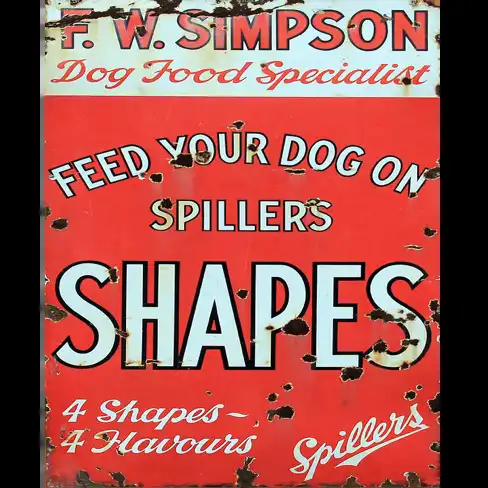 F. W. SIMPSON
Dog Food Specialist
FEED YOUR DOG ON
SPILLERS
SHAPES
4 Shapes –
4 Flavours
Spillers